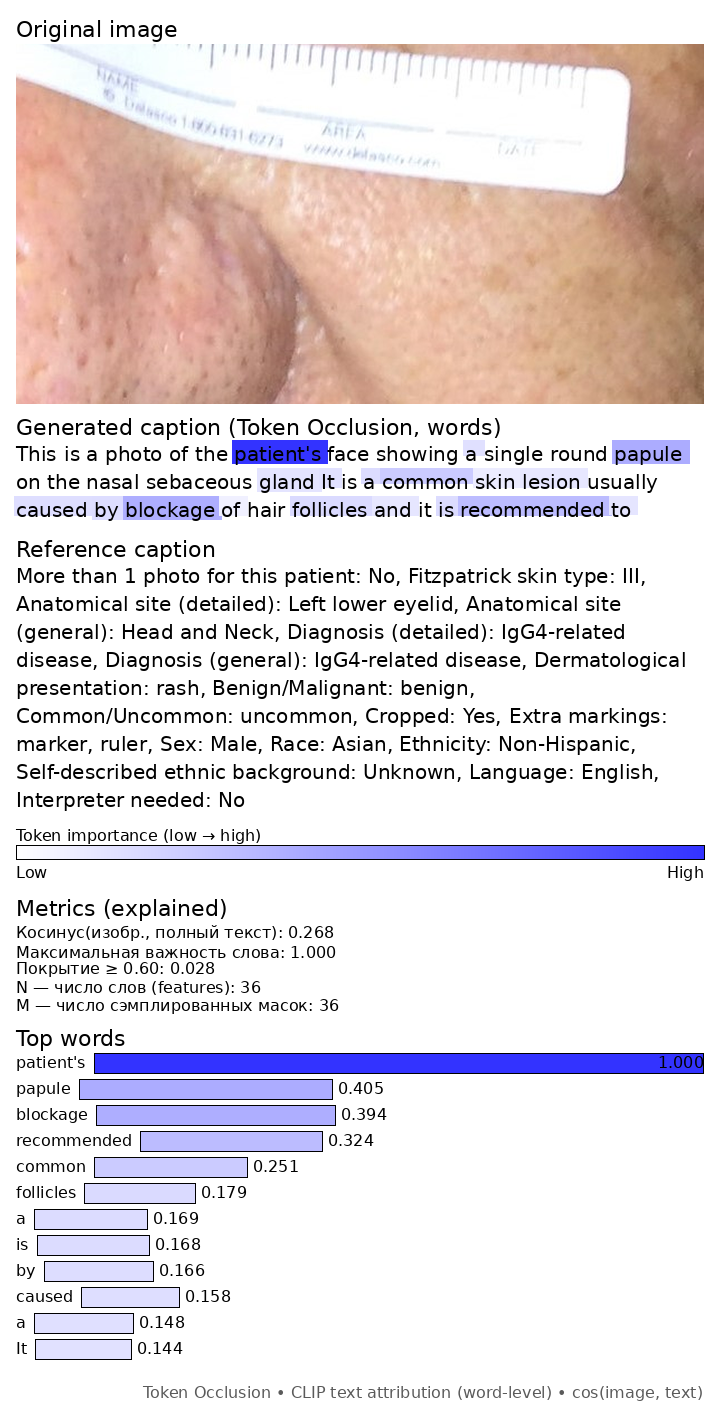 Original image
NAME
© Delasco 1.800.831.6273
AREA
www.delasco.com
DATE
Generated caption (Token Occlusion, words)
This is a photo of the patient's face showing a single round papule
on the nasal sebaceous gland It is a common skin lesion usually
caused by blockage of hair follicles and it is recommended to
Reference caption
More than 1 photo for this patient: No, Fitzpatrick skin type: III,
Anatomical site (detailed): Left lower eyelid, Anatomical site
(general): Head and Neck, Diagnosis (detailed): IgG4-related
disease, Diagnosis (general): IgG4-related disease, Dermatological
presentation: rash, Benign/Malignant: benign,
Common/Uncommon: uncommon, Cropped: Yes, Extra markings:
marker, ruler, Sex: Male, Race: Asian, Ethnicity: Non-Hispanic,
Self-described ethnic background: Unknown, Language: English,
Interpreter needed: No
Token importance (low → high)
Low High
Metrics (explained)
Косинус(изобр., полный текст): 0.268
Максимальная важность слова: 1.000
Покрытие ≥ 0.60: 0.028
N — число слов (features): 36
M — число сэмплированных масок: 36
Top words
patient's 1.000
papule 0.405
blockage 0.394
recommended 0.324
common 0.251
follicles 0.179
a 0.169
is 0.168
by 0.166
caused 0.158
a 0.148
It 0.144
Token Occlusion • CLIP text attribution (word-level) • cos(image, text)